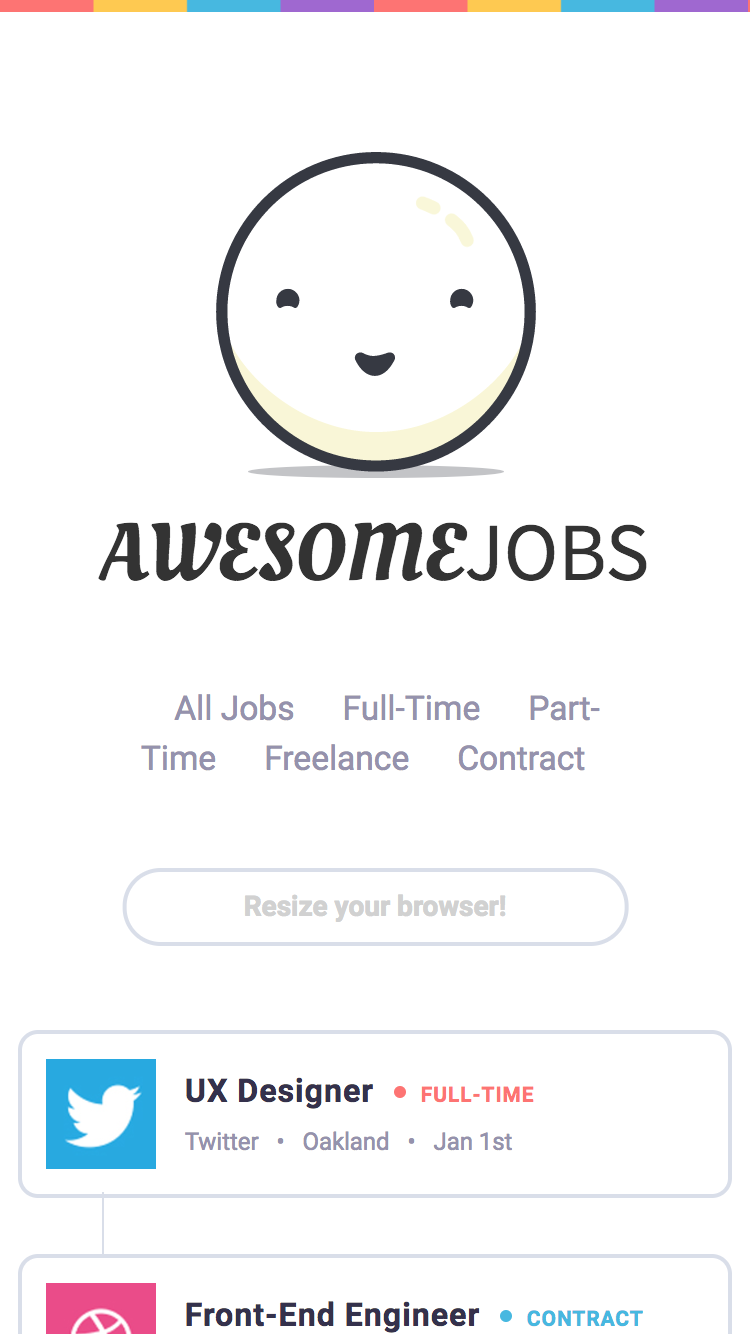 AWESOMEJOBS
All Jobs Full-Time Part-
Time Freelance Contract
Resize your browser!
UX Designer • FULL-TIME
Twitter • Oakland • Jan 1st
Front-End Engineer • CONTRACT